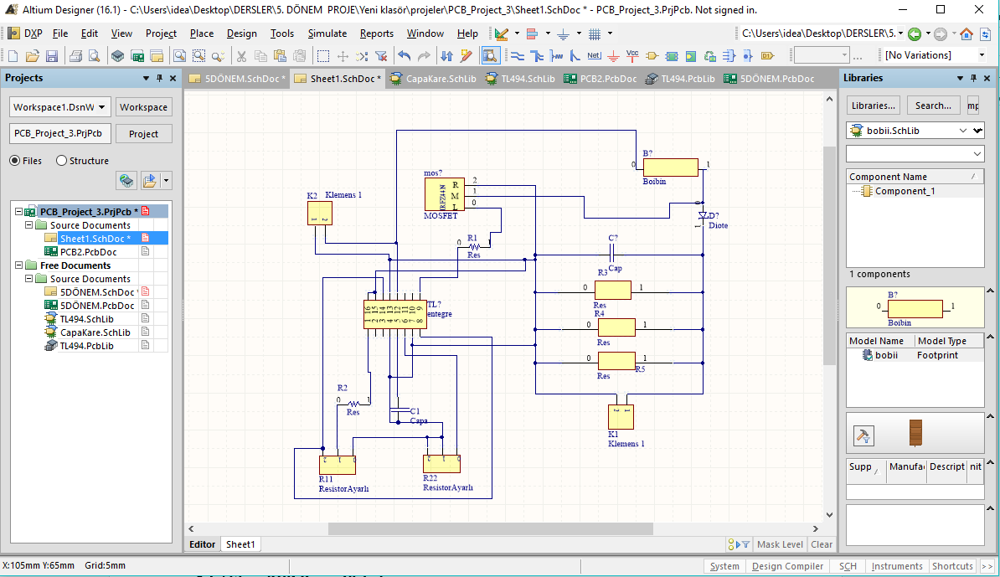 Altium Designer (16.1) - C:\Users\idea\Desktop\DERSLER\5. DÖNEM PROJE\Yeni klasör\projeler\PCB_Project_3\Sheet1.SchDoc * - PCB_Project_3.PrjPcb. Not signed in.
DXP File Edit View Project Place Design Tools Simulate Reports Window Help C:\Users\idea\Desktop\DERSLER\5.
Net Vcc D1 ... [No Variations]
Projects
5DÖNEM.SchDoc * Sheet1.SchDoc * CapaKare.SchLib TL494.SchLib PCB2.PcbDoc TL494.PcbLib 5DÖNEM.PcbDoc
Libraries
Workspace1.DsnW Workspace
PCB_Project_3.PrjPcb Project
Files Structure
PCB_Project_3.PrjPcb *
Source Documents
Sheet1.SchDoc *
PCB2.PcbDoc
Free Documents
Source Documents
5DÖNEM.SchDoc *
5DÖNEM.PcbDoc
TL494.SchLib
CapaKare.SchLib
TL494.PcbLib
B?
0 1
Boibin
mos?
IRFZ44N
R 2
M 1
L 0
MOSFET
K2 Klemens 1
1 2
0
D?
Diote
1
R1
0 1
Res
C?
Cap
R3
0 1
Res
R4
0 1
Res
0 1
R5
Res
TL?
entegre
16 15 14 13 12 11 10 9
1 2 3 4 5 6 7 8
R2
0 1
Res
C1
Capa
2 1
K1
Klemens 1
2 1 0
R11
ResistorAyarlı
2 1 0
R22
ResistorAyarlı
Libraries... Search...
bobii.SchLib
Component Name
Component_1
1 components
B?
0 1
Boibin
Model Name Model Type
bobii Footprint
Supp Manufac Descript nit
Editor Sheet1
Mask Level Clear
X:105mm Y:65mm Grid:5mm
System Design Compiler SCH Instruments Shortcuts >>